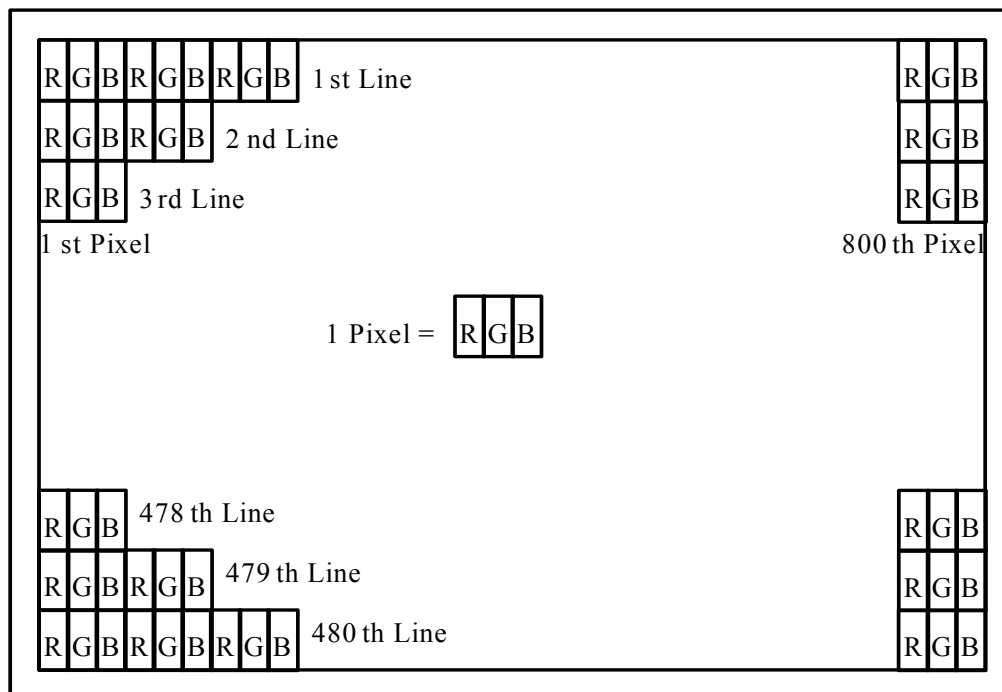 R G B R G B R G B 1 st Line R G B
R G B R G B 2 nd Line R G B
R G B 3 rd Line R G B
1 st Pixel 800 th Pixel
1 Pixel = R G B
R G B 478 th Line R G B
R G B R G B 479 th Line R G B
R G B R G B R G B 480 th Line R G B